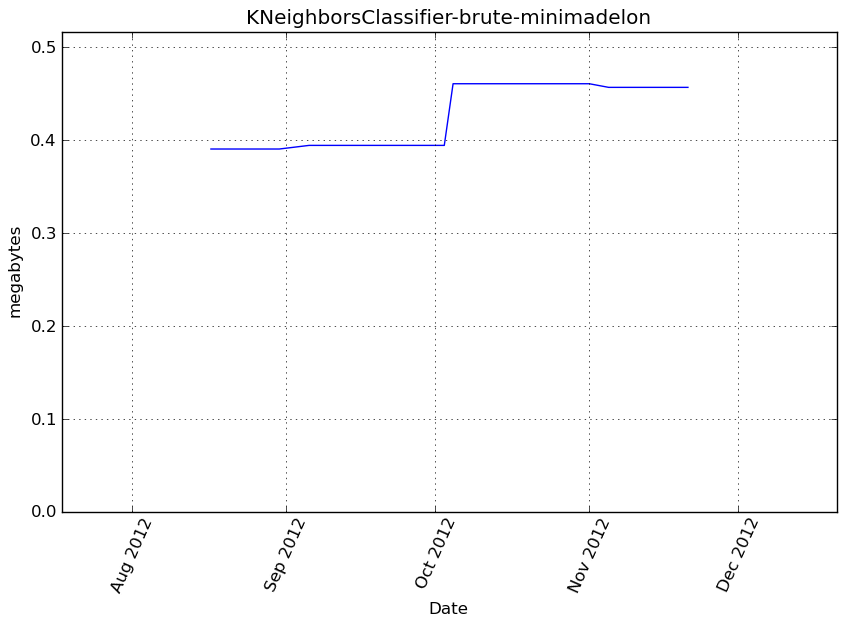 KNeighborsClassifier-brute-minimadelon
0.5
0.4
0.3
0.2
0.1
0.0
megabytes
Aug 2012
Sep 2012
Oct 2012
Nov 2012
Dec 2012
Date